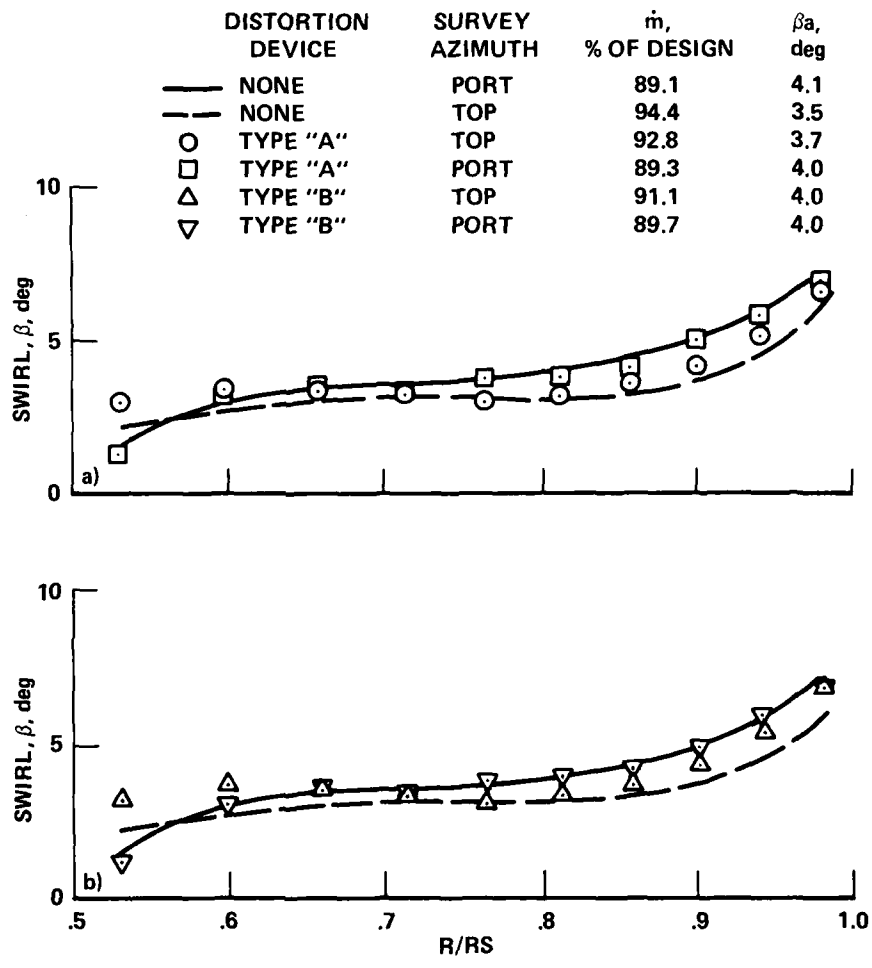 DISTORTION SURVEY ṁ, βa,
DEVICE AZIMUTH % OF DESIGN deg
NONE PORT 89.1 4.1
NONE TOP 94.4 3.5
TYPE "A" TOP 92.8 3.7
TYPE "A" PORT 89.3 4.0
TYPE "B" TOP 91.1 4.0
TYPE "B" PORT 89.7 4.0
10
5
0
SWIRL, β, deg
a)
10
5
0
SWIRL, β, deg
b)
.5 .6 .7 .8 .9 1.0
R/RS